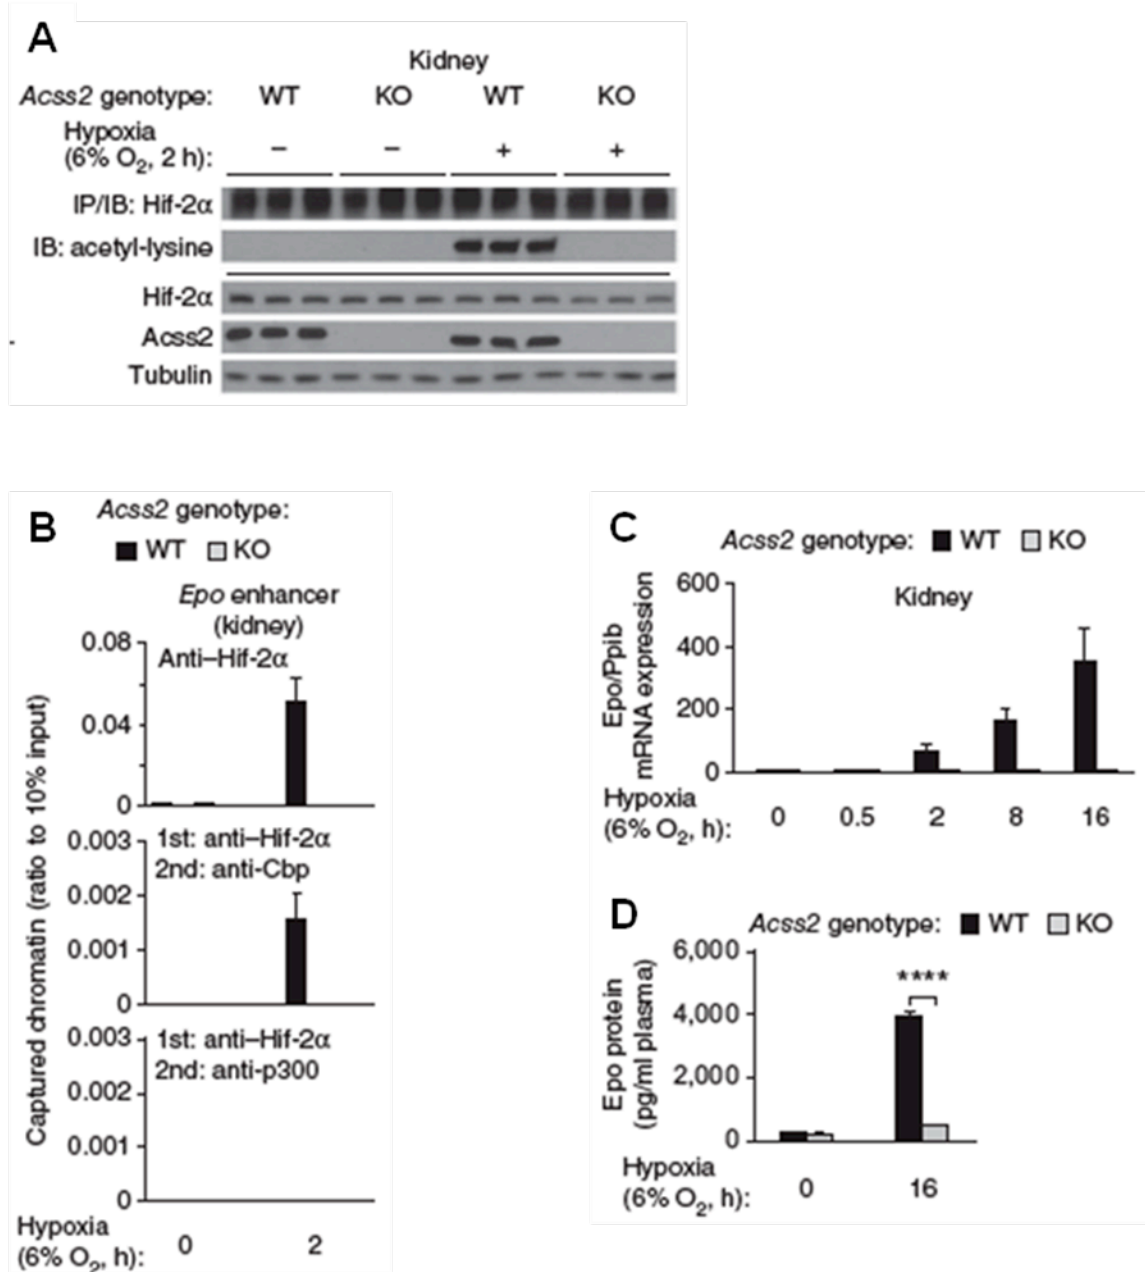 A
Kidney
Acss2 genotype: WT KO WT KO
Hypoxia
(6% O2, 2 h): − − + +
IP/IB: Hif-2α
IB: acetyl-lysine
Hif-2α
Acss2
Tubulin
B
Acss2 genotype:
WT KO
Epo enhancer
(kidney)
Captured chromatin (ratio to 10% input)
0.08
Anti–Hif-2α
0.04
0
0.003
1st: anti–Hif-2α
2nd: anti-Cbp
0.002
0.001
0
0.003
1st: anti–Hif-2α
2nd: anti-p300
0.002
0.001
0
Hypoxia
(6% O2, h): 0 2
C
Acss2 genotype: WT KO
Kidney
Epo/Ppib
mRNA expression
600
400
200
0
Hypoxia
(6% O2, h): 0 0.5 2 8 16
D
Acss2 genotype: WT KO
Epo protein
(pg/ml plasma)
6,000
****
4,000
2,000
0
Hypoxia
(6% O2, h): 0 16